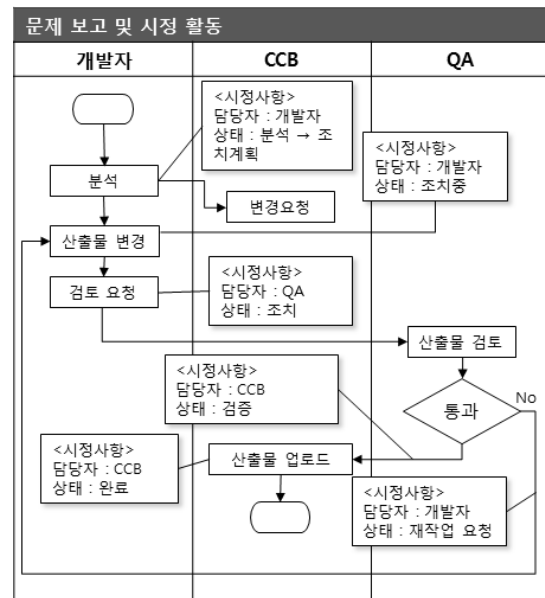 문제 보고 및 시정 활동
개발자
CCB
QA
<시정사항>
담당자 : 개발자
상태 : 분석 → 조
치계획
<시정사항>
담당자 : 개발자
상태 : 조치중
분석
변경요청
산출물 변경
검토 요청
<시정사항>
담당자 : QA
상태 : 조치
산출물 검토
<시정사항>
담당자 : CCB
상태 : 검증
통과
No
<시정사항>
담당자 : CCB
상태 : 완료
산출물 업로드
<시정사항>
담당자 : 개발자
상태 : 재작업 요청